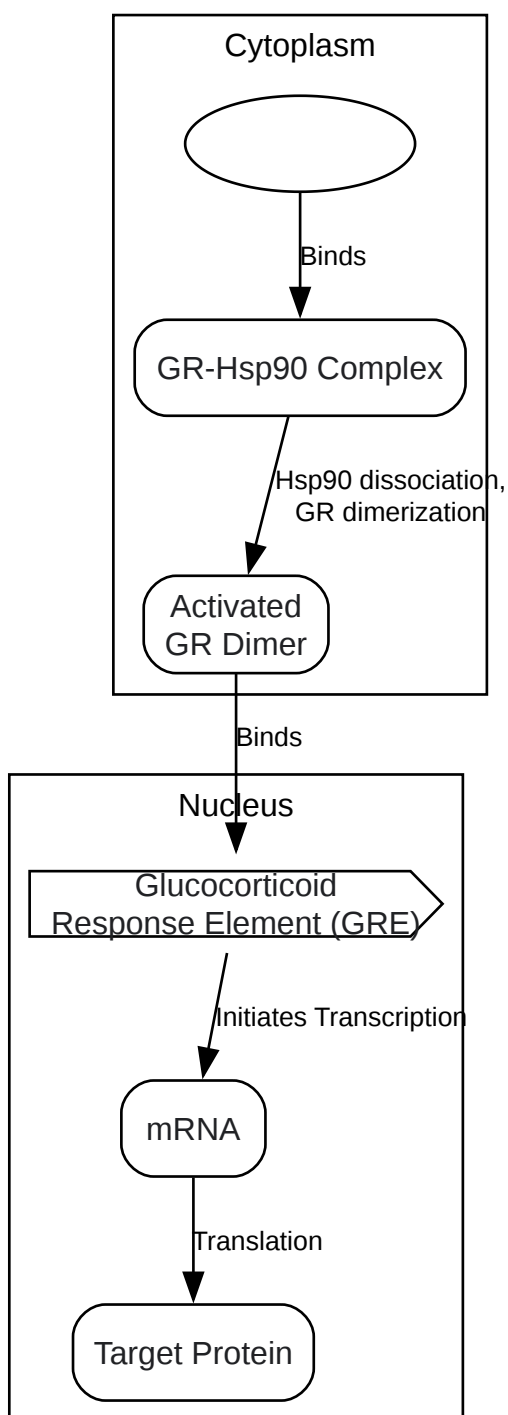 Cytoplasm
Binds
GR-Hsp90 Complex
Hsp90 dissociation,
GR dimerization
Activated
GR Dimer
Binds
Nucleus
Glucocorticoid
Response Element (GRE)
Initiates Transcription
mRNA
Translation
Target Protein